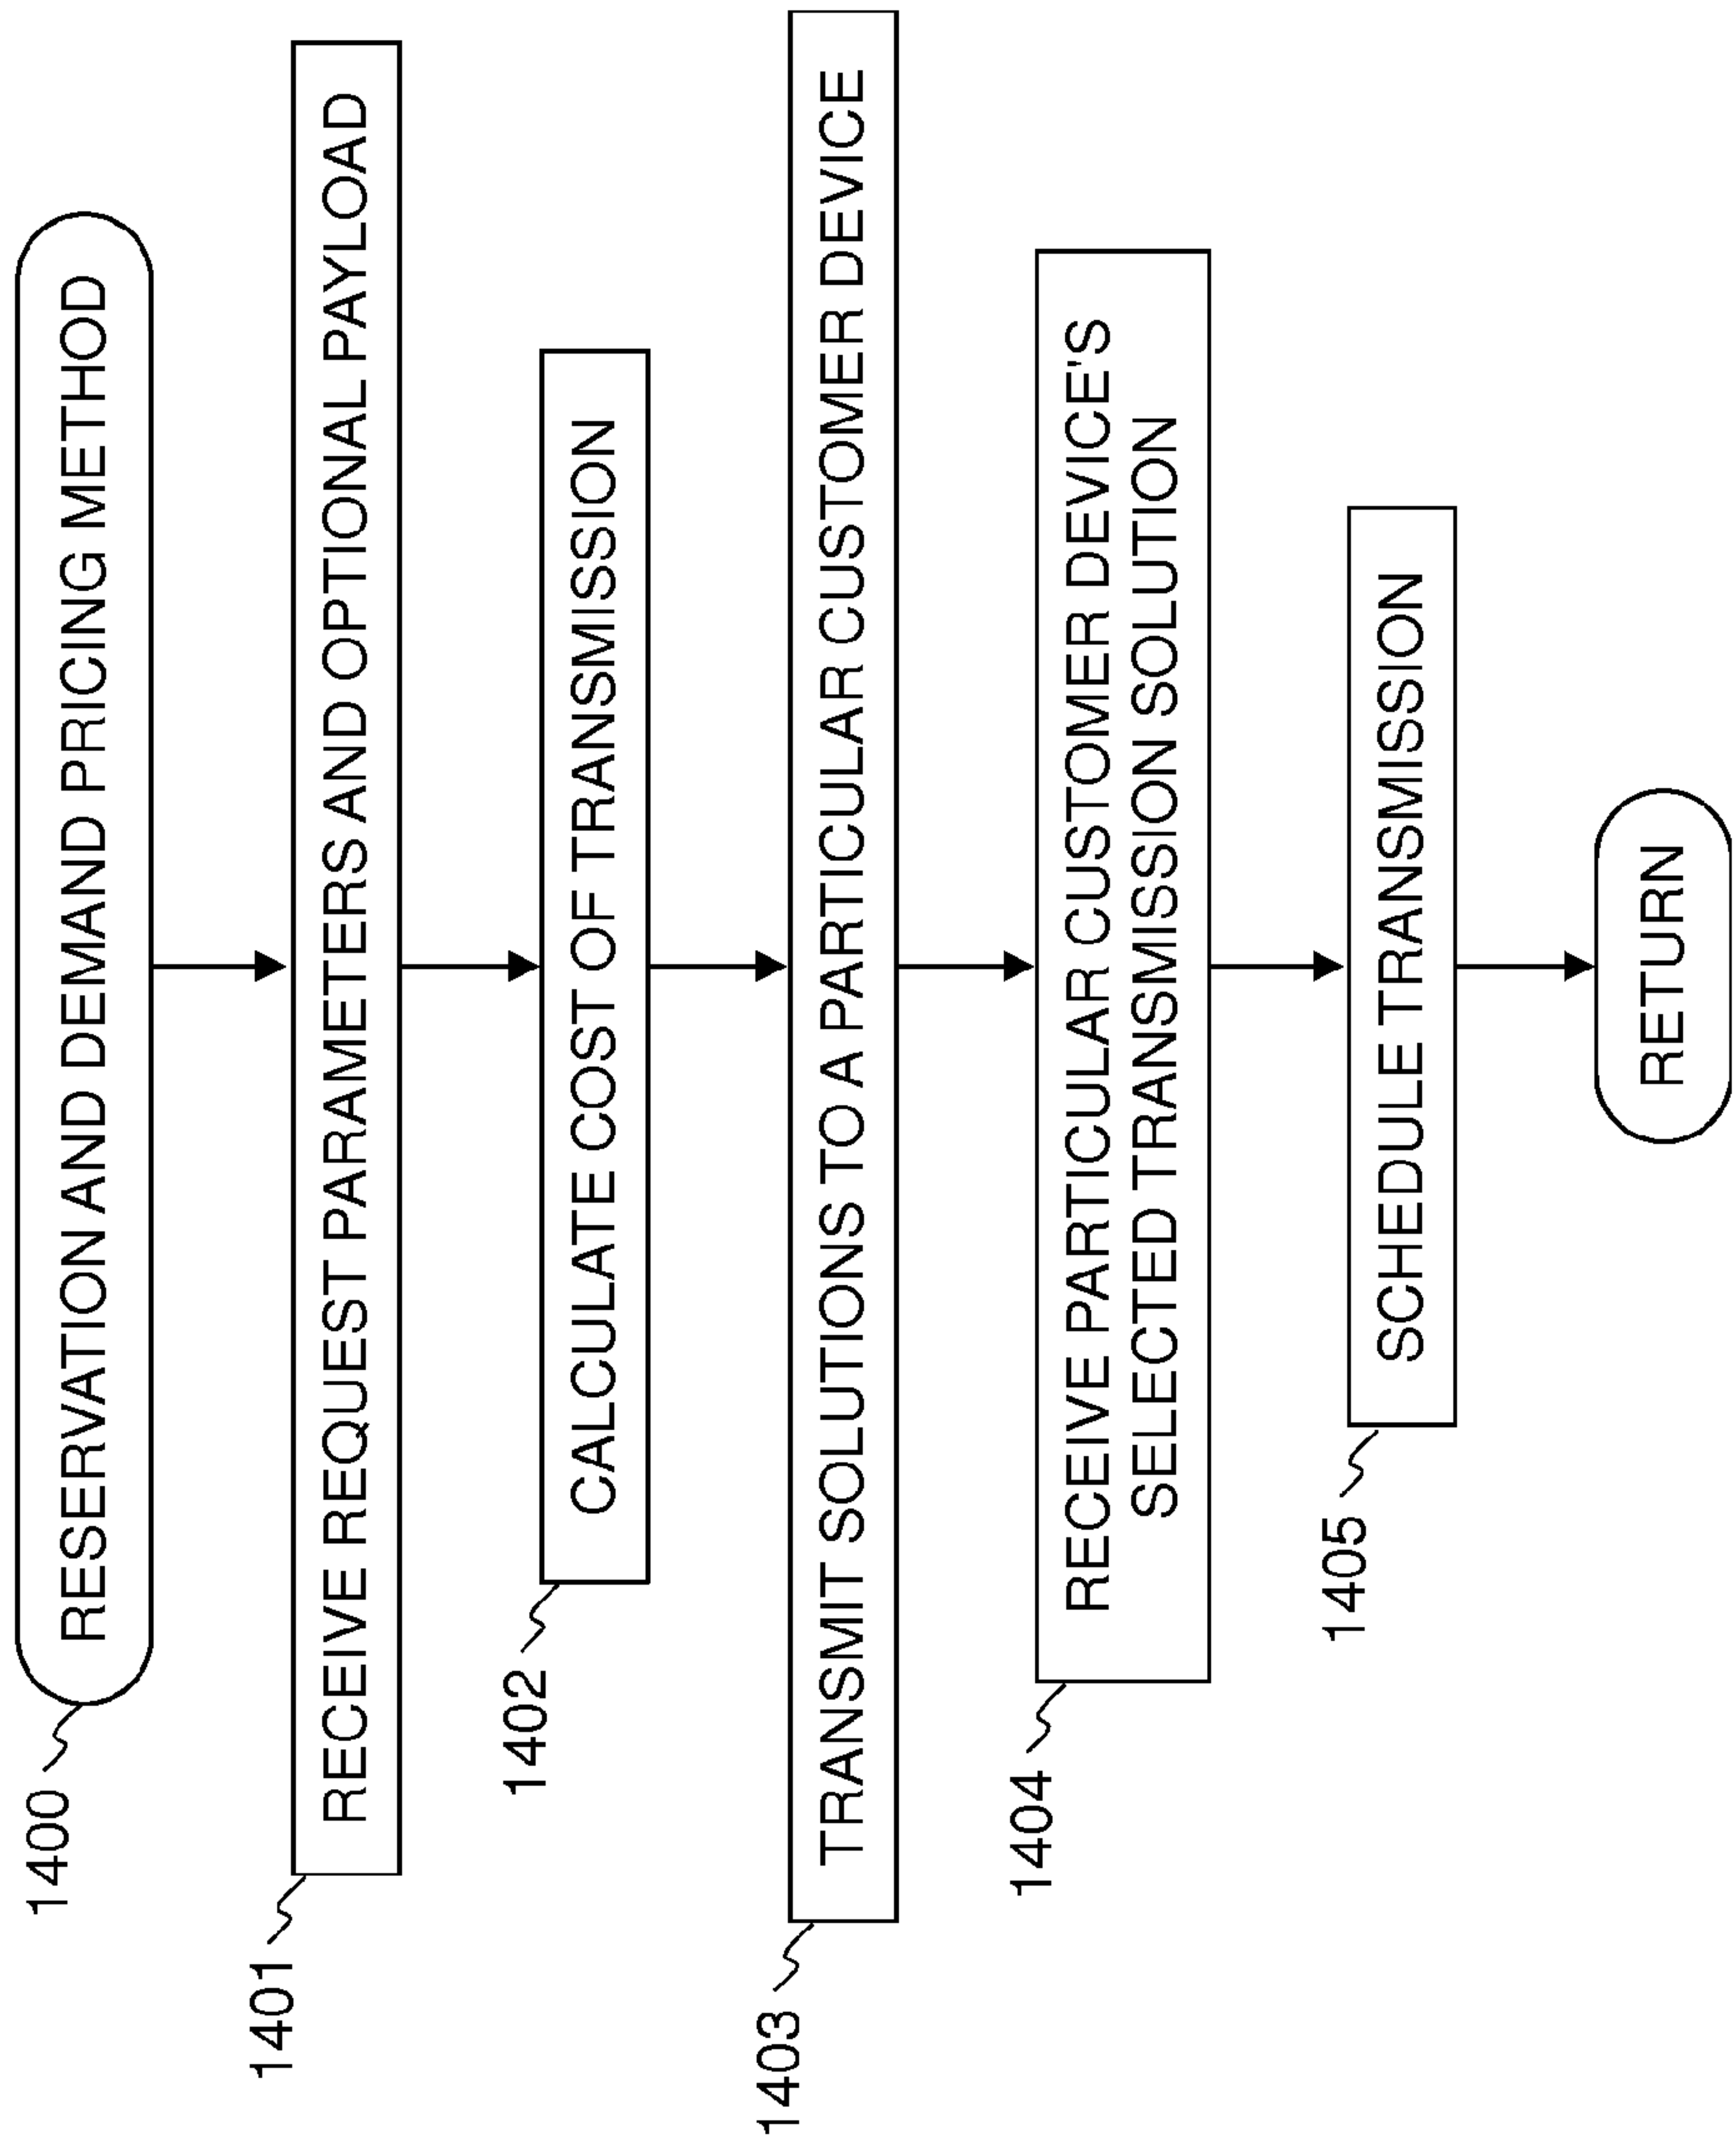 1400
RESERVATION AND DEMAND PRICING METHOD
1401
RECEIVE REQUEST PARAMETERS AND OPTIONAL PAYLOAD
1402
CALCULATE COST OF TRANSMISSION
1403
TRANSMIT SOLUTIONS TO A PARTICULAR CUSTOMER DEVICE
1404
RECEIVE PARTICULAR CUSTOMER DEVICE'S
SELECTED TRANSMISSION SOLUTION
1405
SCHEDULE TRANSMISSION
RETURN